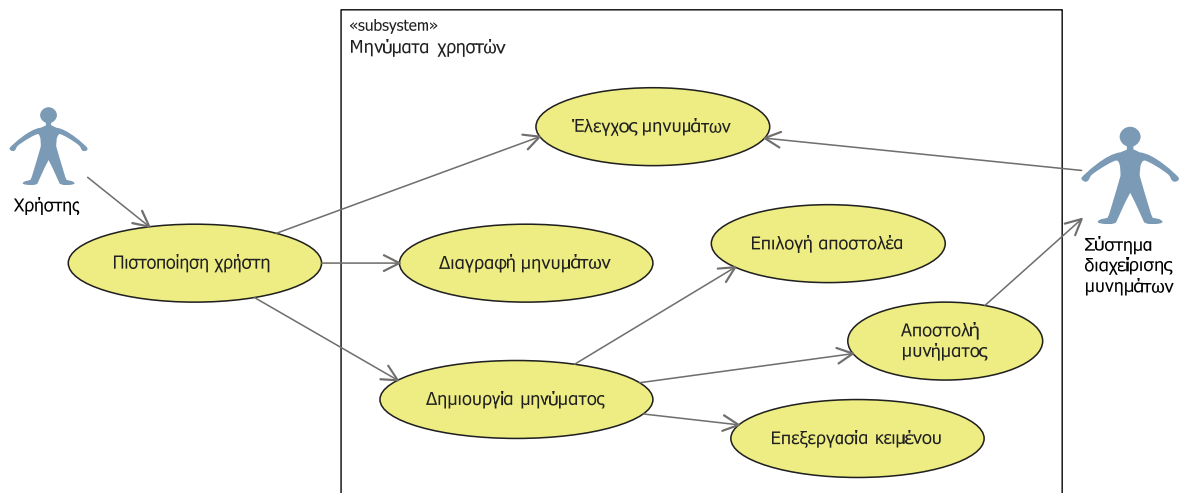 «subsystem»
Μηνύματα χρηστών
Έλεγχος μηνυμάτων
Χρήστης
Πιστοποίηση χρήστη
Διαγραφή μηνυμάτων
Επιλογή αποστολέα
Σύστημα
διαχείρισης
μυνημάτων
Αποστολή
μυνήματος
Δημιουργία μηνύματος
Επεξεργασία κειμένου